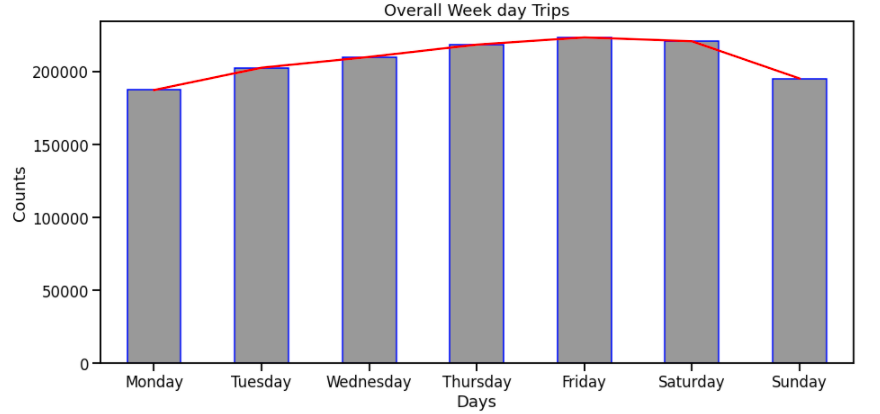 Overall Week day Trips
Counts
200000
150000
100000
50000
0
Monday Tuesday Wednesday Thursday Friday Saturday Sunday
Days